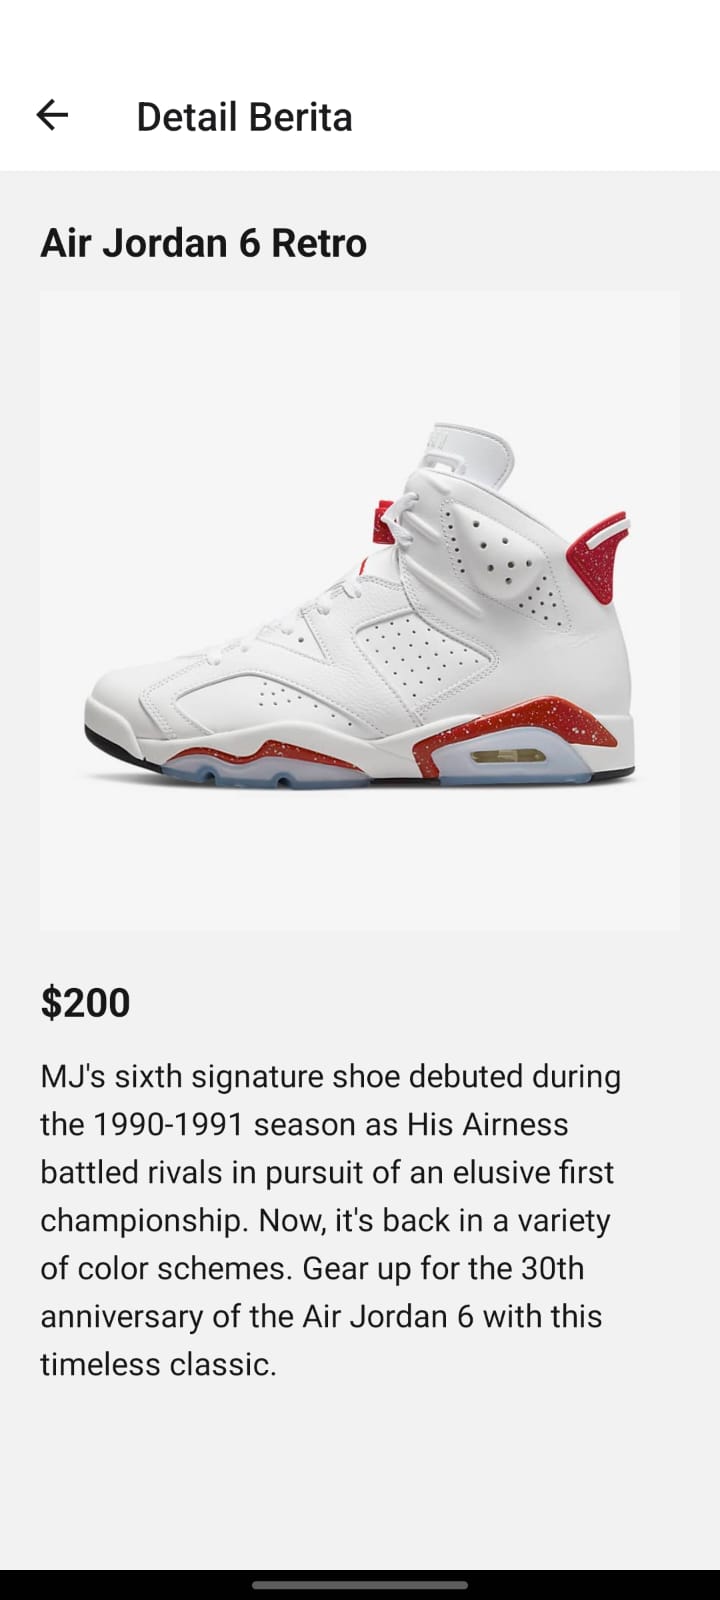 Detail Berita
Air Jordan 6 Retro
$200
MJ's sixth signature shoe debuted during
the 1990-1991 season as His Airness
battled rivals in pursuit of an elusive first
championship. Now, it's back in a variety
of color schemes. Gear up for the 30th
anniversary of the Air Jordan 6 with this
timeless classic.